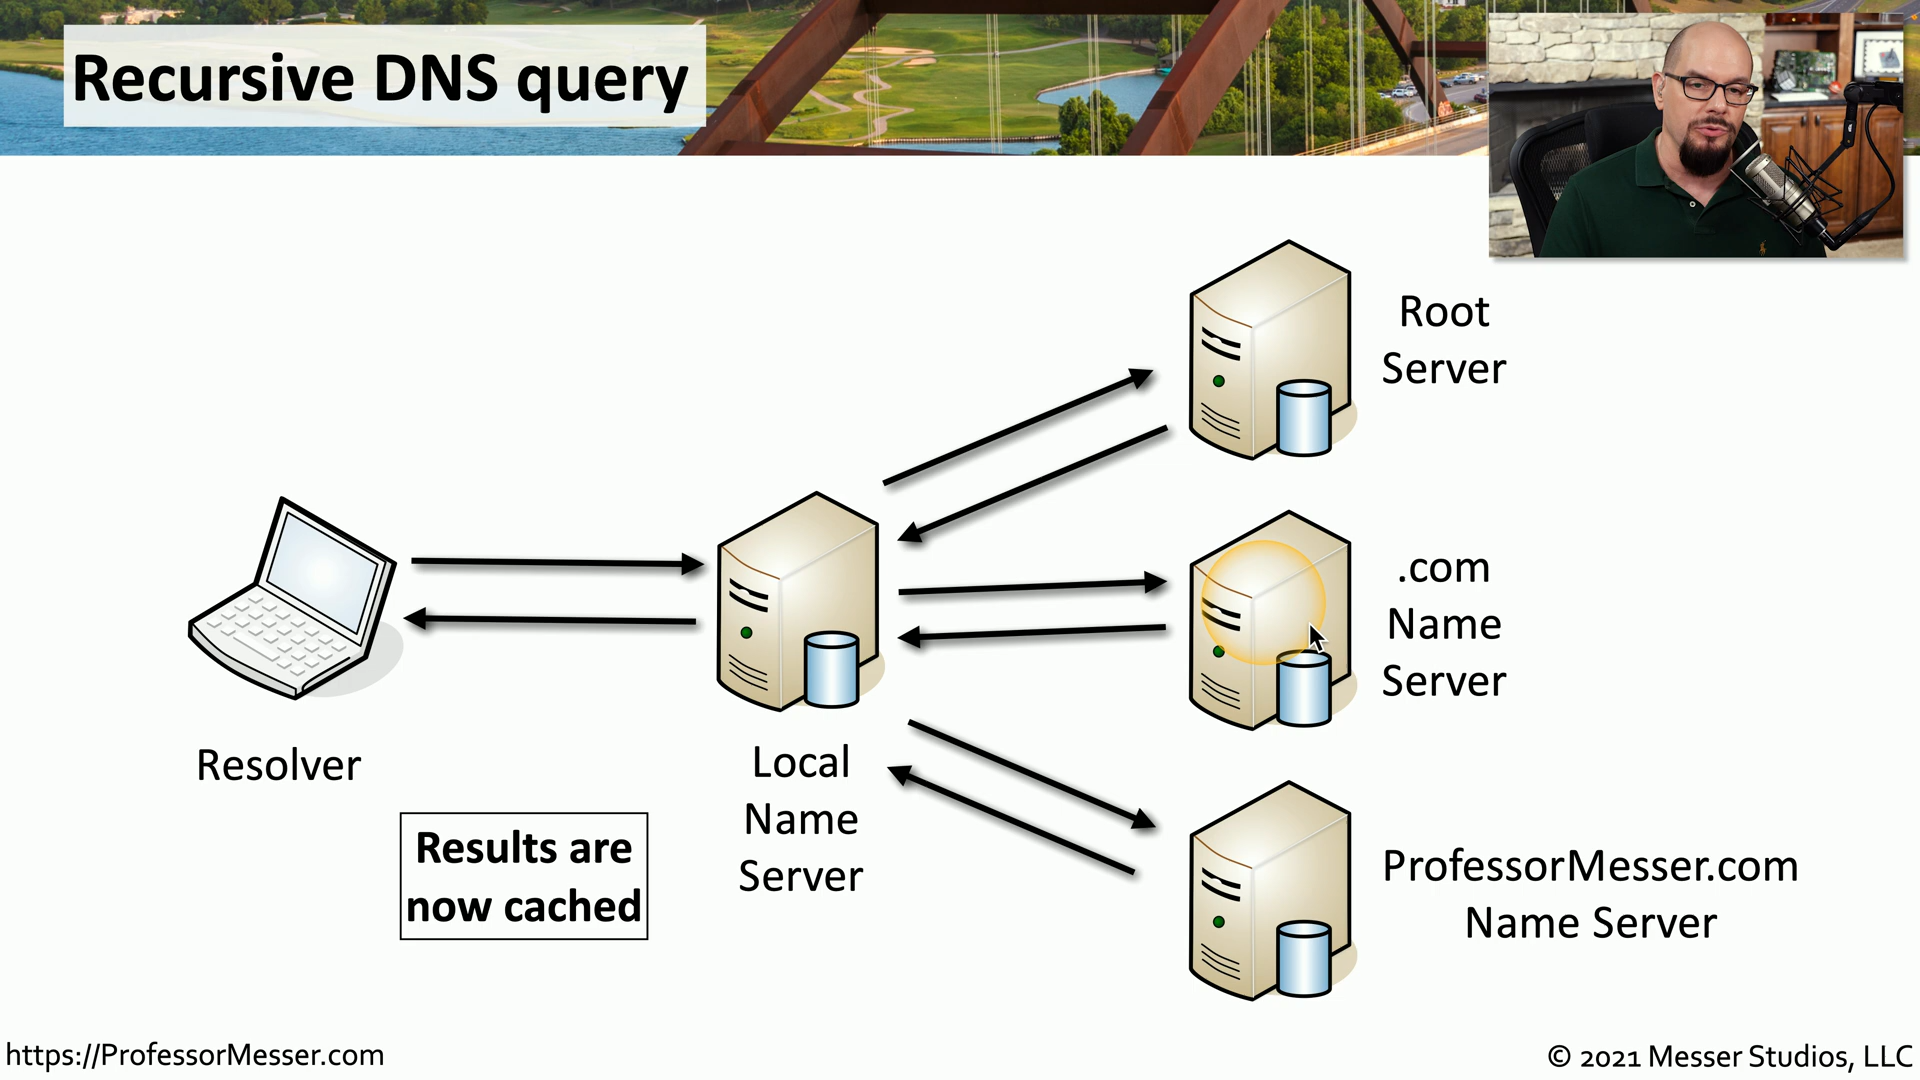 Recursive DNS query
Root
Server
.com
Name
Server
Resolver
Local
Name
Server
Results are
now cached
ProfessorMesser.com
Name Server
https://ProfessorMesser.com
© 2021 Messer Studios, LLC